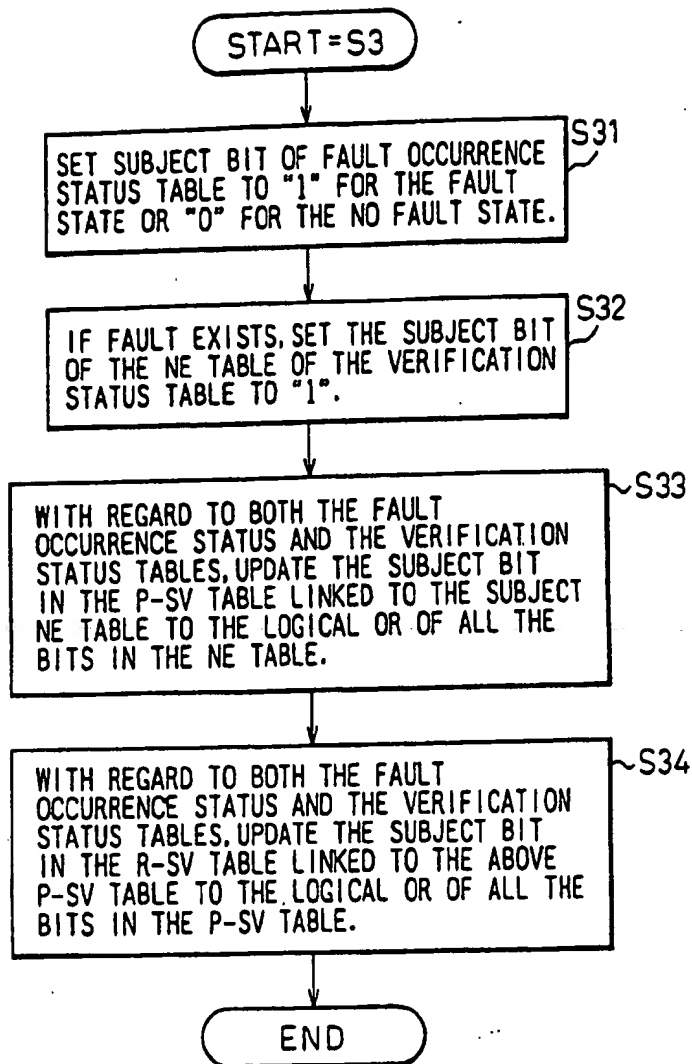 START=S3
S31
SET SUBJECT BIT OF FAULT OCCURRENCE
STATUS TABLE TO "1" FOR THE FAULT
STATE OR "0" FOR THE NO FAULT STATE.
S32
IF FAULT EXISTS, SET THE SUBJECT BIT
OF THE NE TABLE OF THE VERIFICATION
STATUS TABLE TO "1".
S33
WITH REGARD TO BOTH THE FAULT
OCCURRENCE STATUS AND THE VERIFICATION
STATUS TABLES, UPDATE THE SUBJECT BIT
IN THE P-SV TABLE LINKED TO THE SUBJECT
NE TABLE TO THE LOGICAL OR OF ALL THE
BITS IN THE NE TABLE.
S34
WITH REGARD TO BOTH THE FAULT
OCCURRENCE STATUS AND THE VERIFICATION
STATUS TABLES, UPDATE THE SUBJECT BIT
IN THE R-SV TABLE LINKED TO THE ABOVE
P-SV TABLE TO THE LOGICAL OR OF ALL THE
BITS IN THE P-SV TABLE.
END